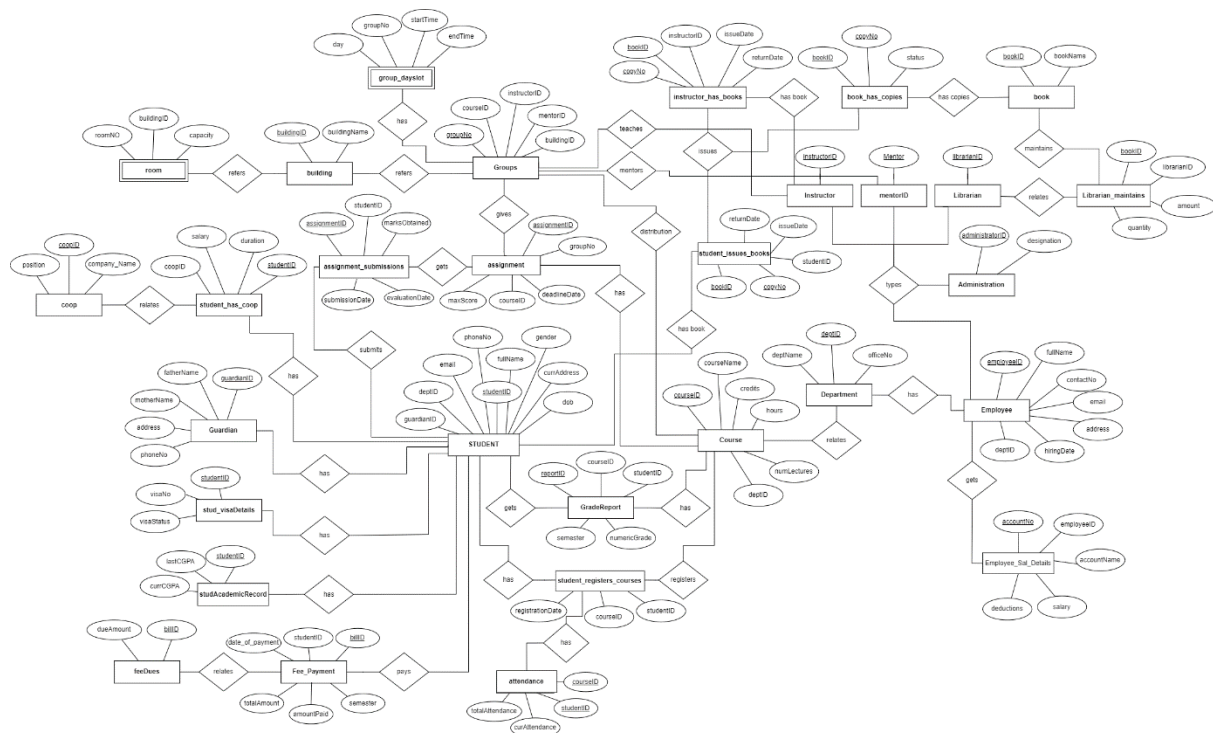 startTime
groupNo
endTime
day
group_dayslot
has
instructorID
courseID
mentorID
groupNo
buildingID
Groups
buildingID
roomNO
capacity
room
refers
buildingID
buildingName
building
refers
teaches
mentors
gives
distribution
instructorID
issueDate
bookID
returnDate
copyNo
instructor_has_books
has book
issues
copyNo
bookID
status
book_has_copies
has copies
bookID
bookName
book
maintains
instructorID
Instructor
Mentor
mentorID
librarianID
Librarian
relates
bookID
librarianID
Librarian_maintains
amount
quantity
administratorID
designation
Administration
types
studentID
assignmentID
marksObtained
assignment_submissions
submissionDate
evaluationDate
gets
assignmentID
groupNo
assignment
maxScore
courseID
deadlineDate
has
returnDate
issueDate
studentID
student_issues_books
bookID
copyNo
has book
coopID
position
company_Name
coop
relates
salary
duration
coopID
studentID
student_has_coop
has
submits
phoneNo
gender
email
fullName
currAddress
deptID
studentID
dob
guardianID
STUDENT
fatherName
guardianID
motherName
address
phoneNo
Guardian
has
studentID
visaNo
visaStatus
stud_visaDetails
has
lastCGPA
studentID
currCGPA
studAcademicRecord
has
dueAmount
billID
feeDues
relates
date_of_payment
studentID
billID
Fee_Payment
totalAmount
amountPaid
semester
pays
courseName
courseID
credits
hours
Course
numLectures
deptID
relates
deptID
deptName
officeNo
Department
has
employeeID
fullName
contactNo
email
Employee
address
deptID
hiringDate
gets
accountNo
employeeID
Employee_Sal_Details
accountName
deductions
salary
gets
courseID
reportID
studentID
GradeReport
semester
numericGrade
has
has
student_registers_courses
registers
registrationDate
courseID
studentID
has
attendance
courseID
totalAttendance
studentID
curAttendance